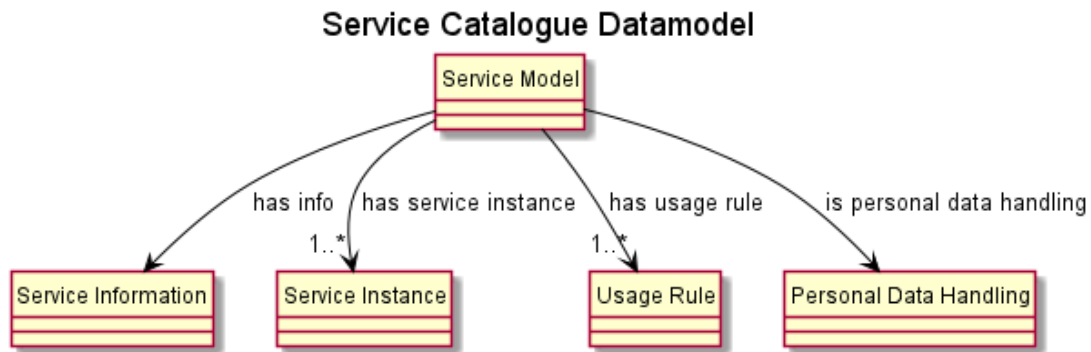 Service Catalogue Datamodel
Service Model
has info
has service instance
has usage rule
is personal data handling
1..*
1..*
Service Information
Service Instance
Usage Rule
Personal Data Handling